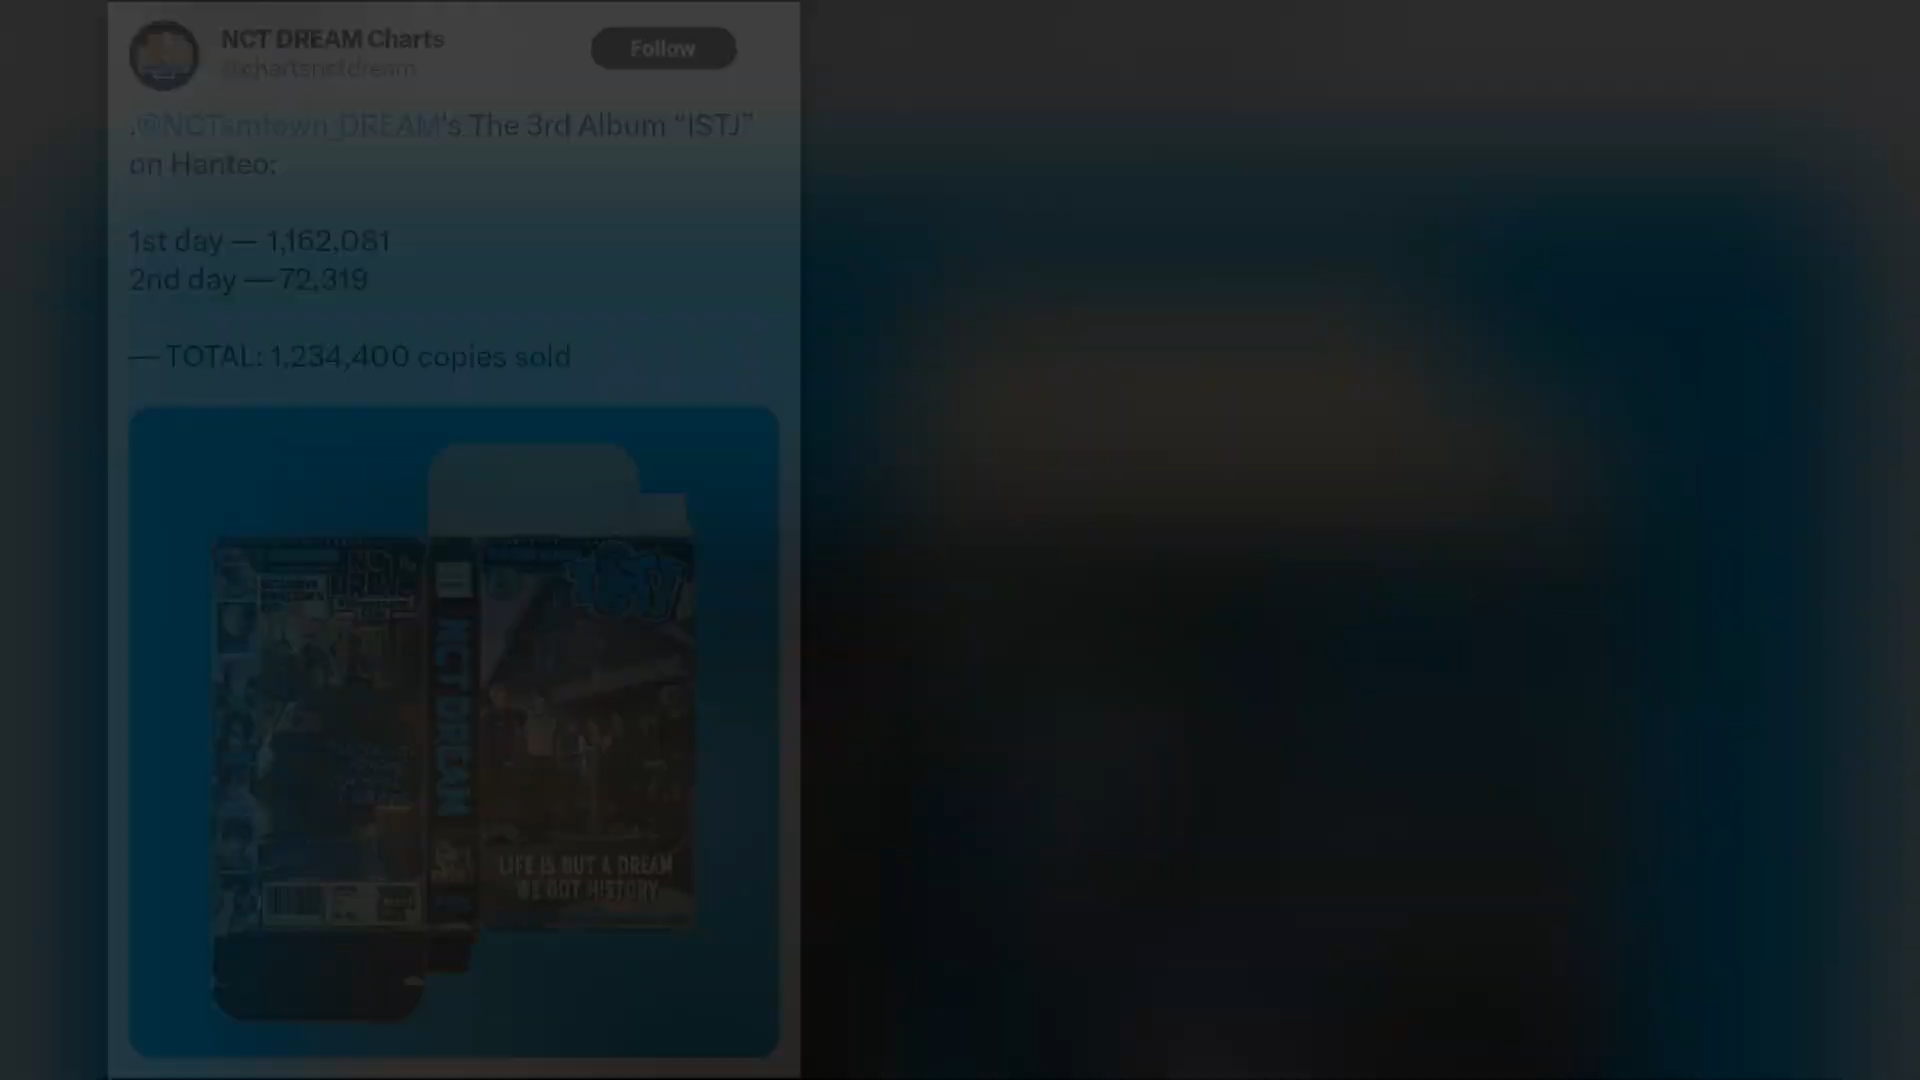 NCT DREAM Charts
@chartsnctdream
Follow
.@NCTsmtown_DREAM's The 3rd Album “ISTJ”
on Hanteo:
1st day — 1,162,081
2nd day — 72,319
— TOTAL: 1,234,400 copies sold
ISTJ
NCT DREAM
LIFE IS BUT A DREAM
WE GOT HISTORY